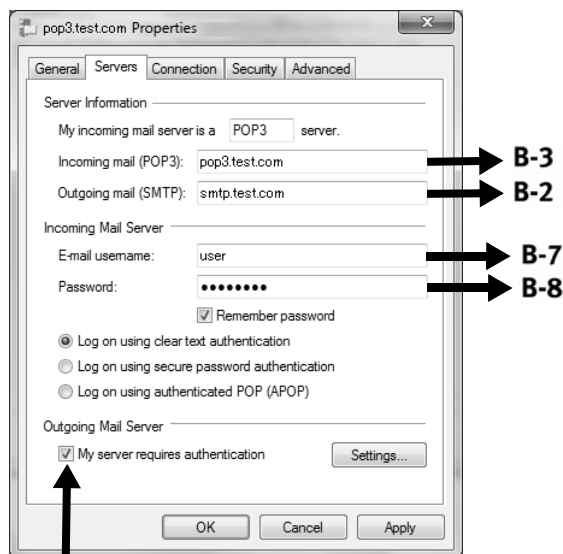 pop3.test.com Properties
X
General Servers Connection Security Advanced
Server Information
My incoming mail server is a POP3 server.
Incoming mail (POP3): pop3.test.com B-3
Outgoing mail (SMTP): smtp.test.com B-2
Incoming Mail Server
E-mail username: user B-7
Password: ●●●●●●●● B-8
Remember password
Log on using clear text authentication
Log on using secure password authentication
Log on using authenticated POP (APOP)
Outgoing Mail Server
My server requires authentication Settings...
OK Cancel Apply